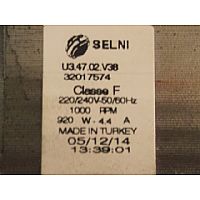 SELNI
U3.47.02.V38
32017574
Classe F
220/240V-50/60Hz
1000 RPM
920 W - 4.4 A
MADE IN TURKEY
05/12/14
13:39:01